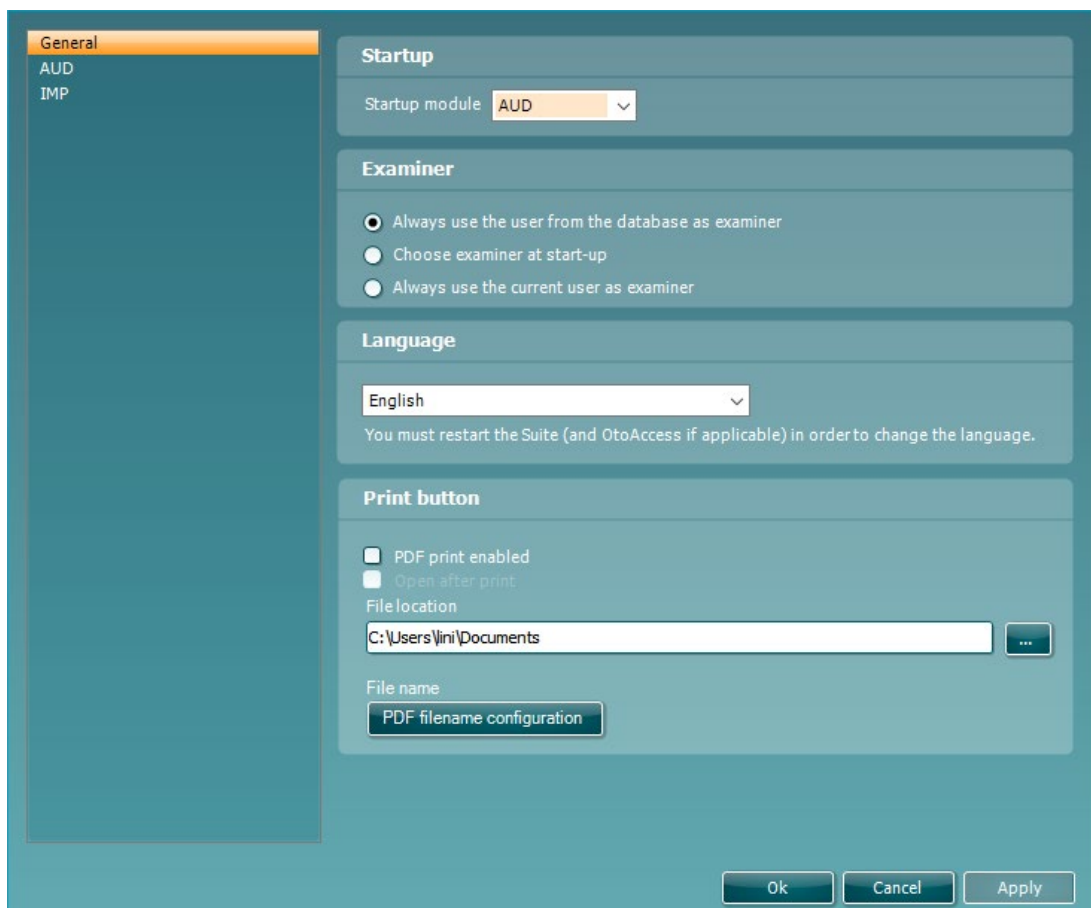 General
AUD
IMP
Startup
Startup module AUD
Examiner
Always use the user from the database as examiner
Choose examiner at start-up
Always use the current user as examiner
Language
English
You must restart the Suite (and OtoAccess if applicable) in order to change the language.
Print button
PDF print enabled
Open after print
File location
C:\Users\lini\Documents
...
File name
PDF filename configuration
Ok Cancel Apply